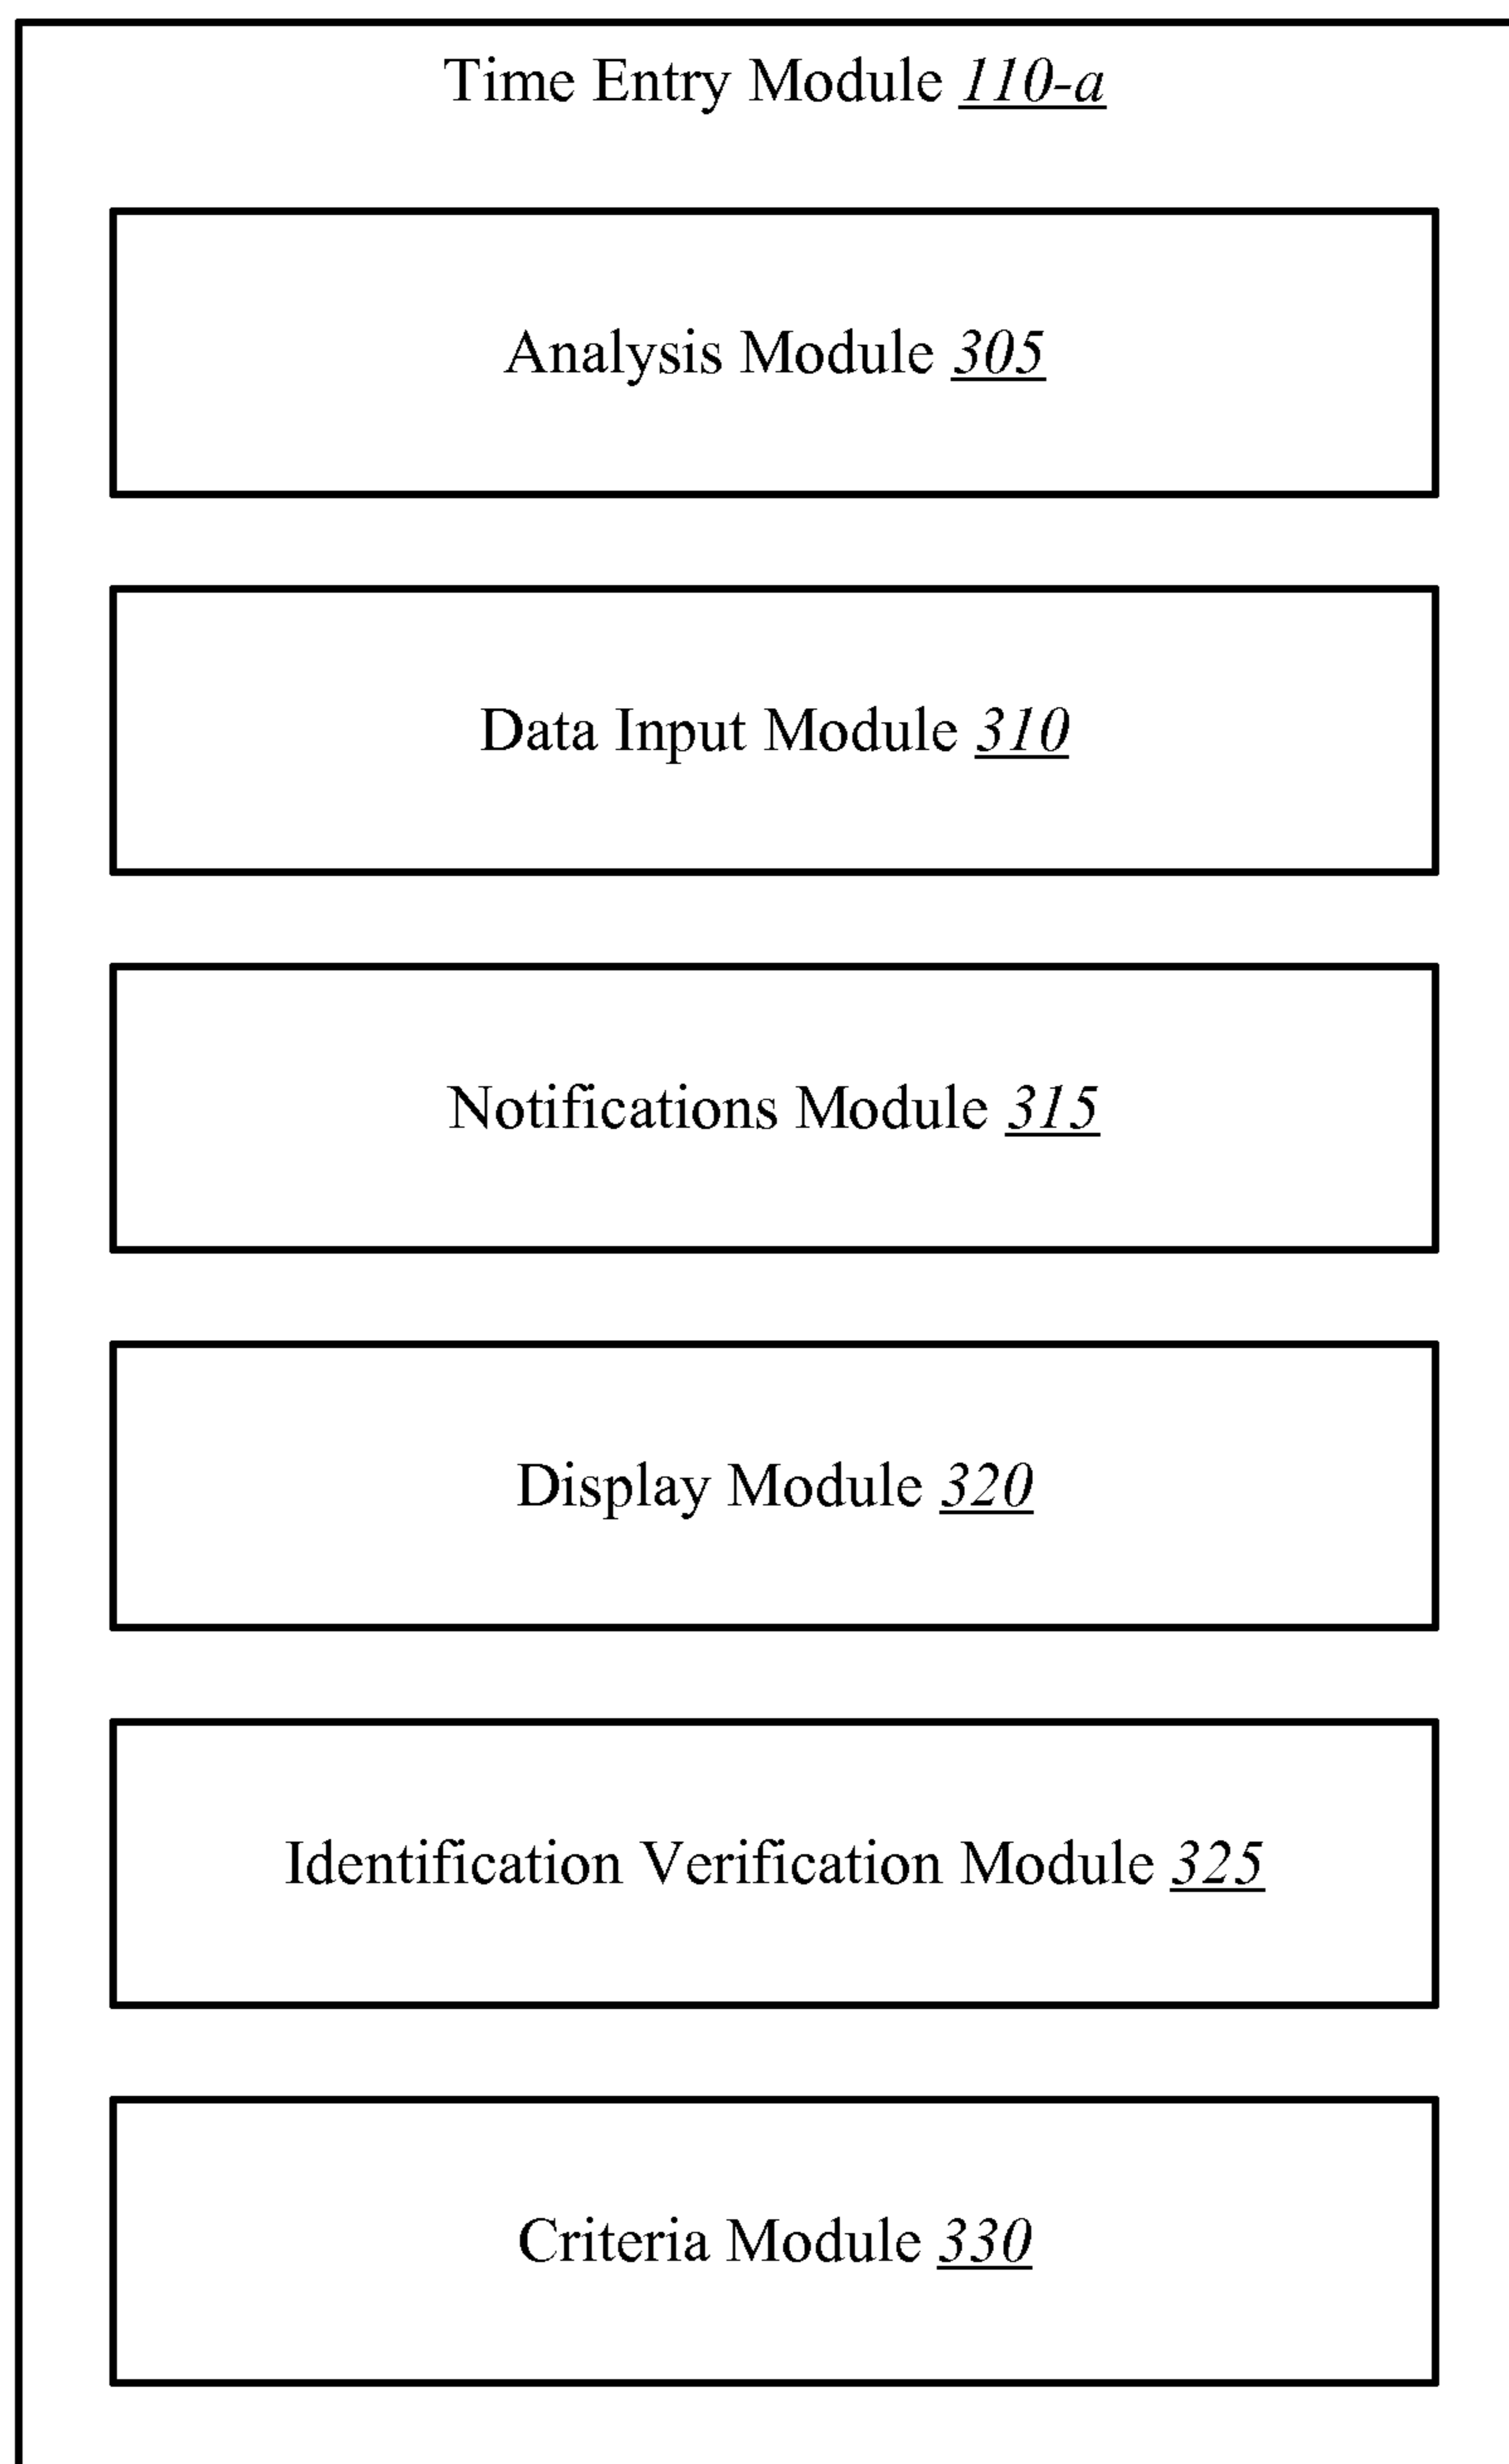 Time Entry Module 110-a
Analysis Module 305
Data Input Module 310
Notifications Module 315
Display Module 320
Identification Verification Module 325
Criteria Module 330